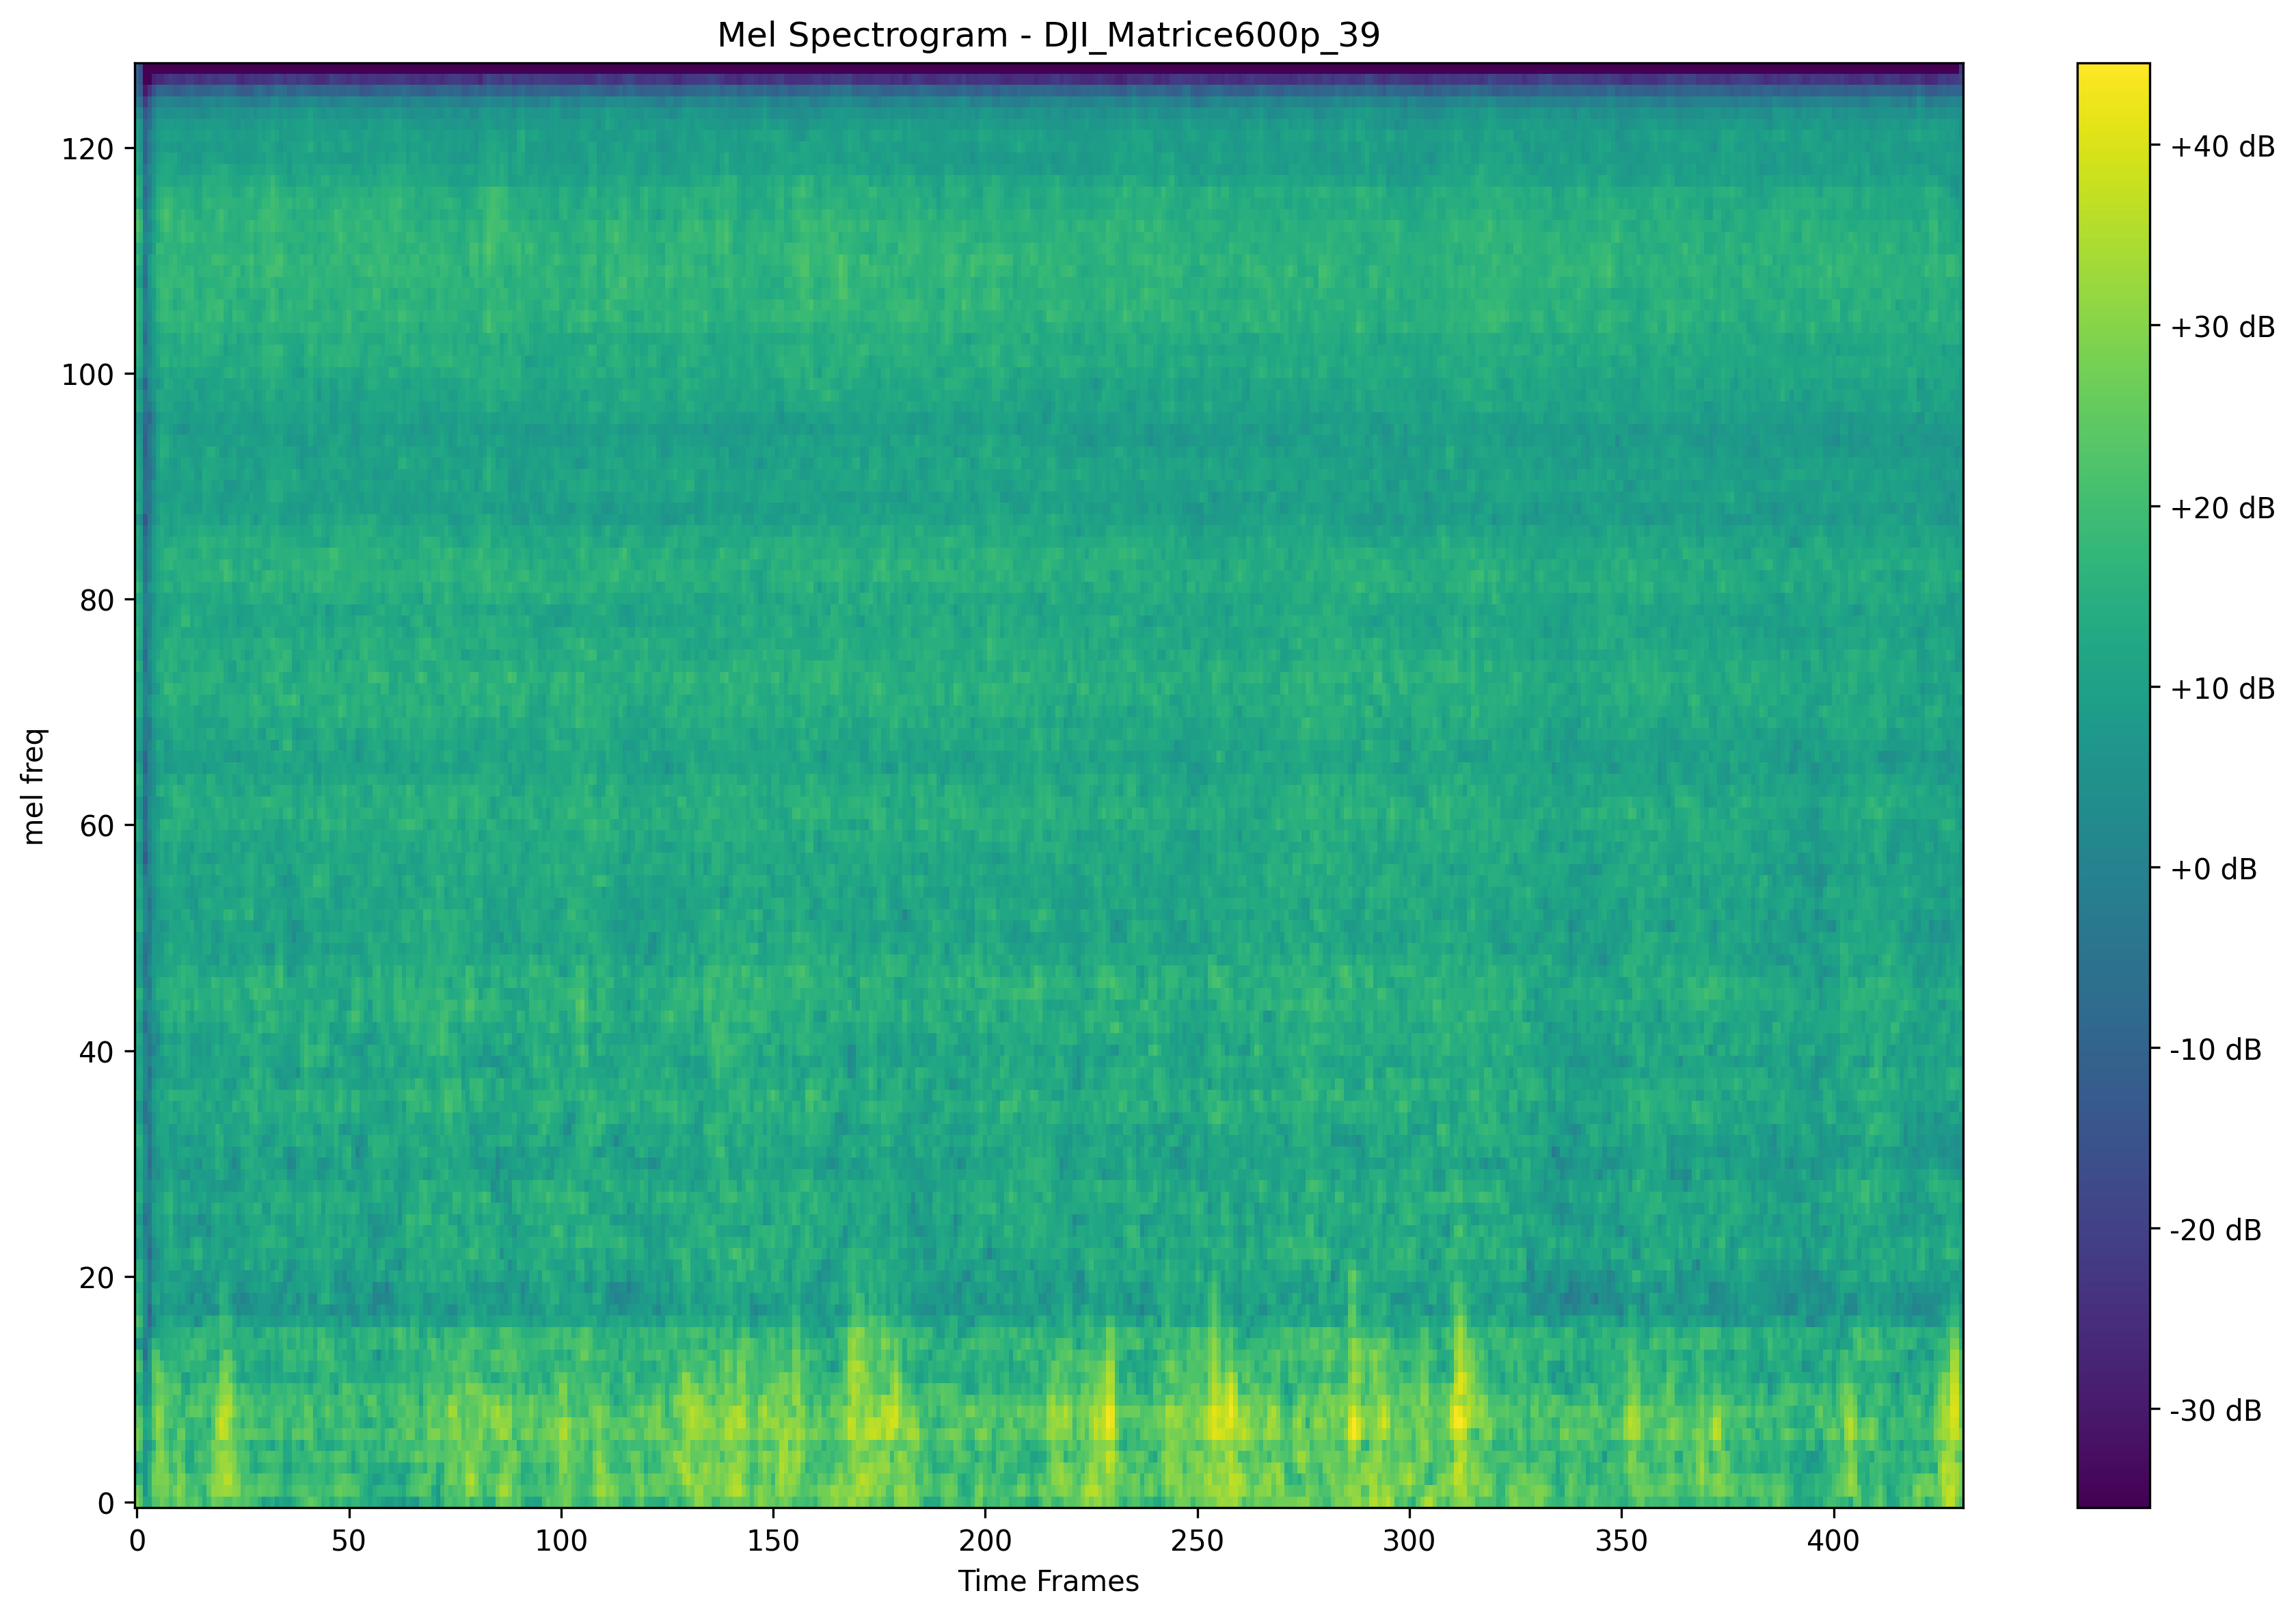 Mel Spectrogram - DJI_Matrice600p_39
mel freq
120
100
80
60
40
20
0
0 50 100 150 200 250 300 350 400
Time Frames
+40 dB
+30 dB
+20 dB
+10 dB
+0 dB
-10 dB
-20 dB
-30 dB